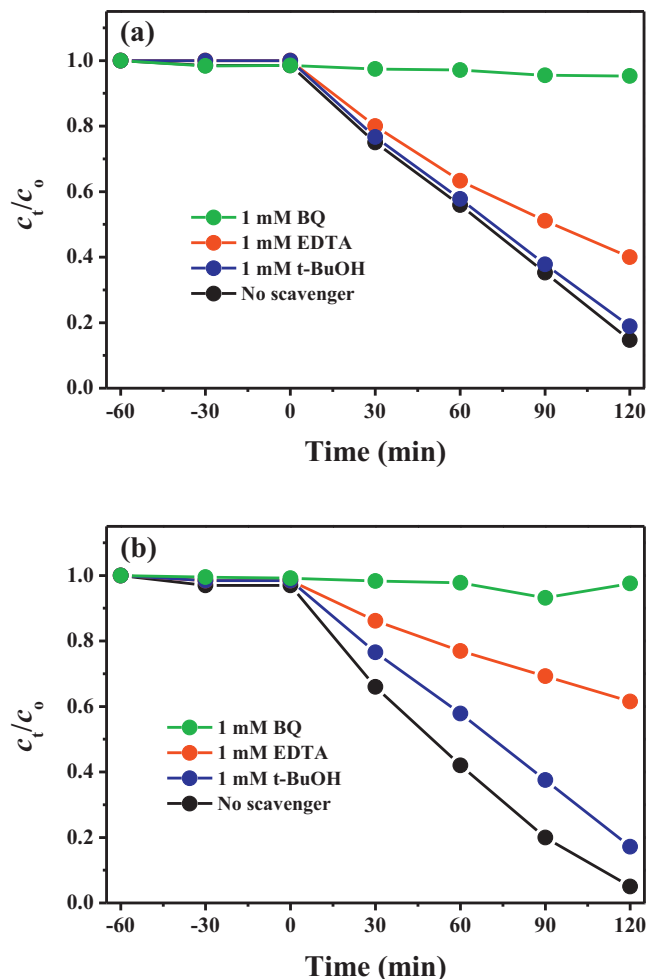 (a)
1.0
0.8
0.6
0.4
0.2
0.0
c_t/c_o
1 mM BQ
1 mM EDTA
1 mM t-BuOH
No scavenger
-60 -30 0 30 60 90 120
Time (min)
(b)
1.0
0.8
0.6
0.4
0.2
0.0
c_t/c_o
1 mM BQ
1 mM EDTA
1 mM t-BuOH
No scavenger
-60 -30 0 30 60 90 120
Time (min)